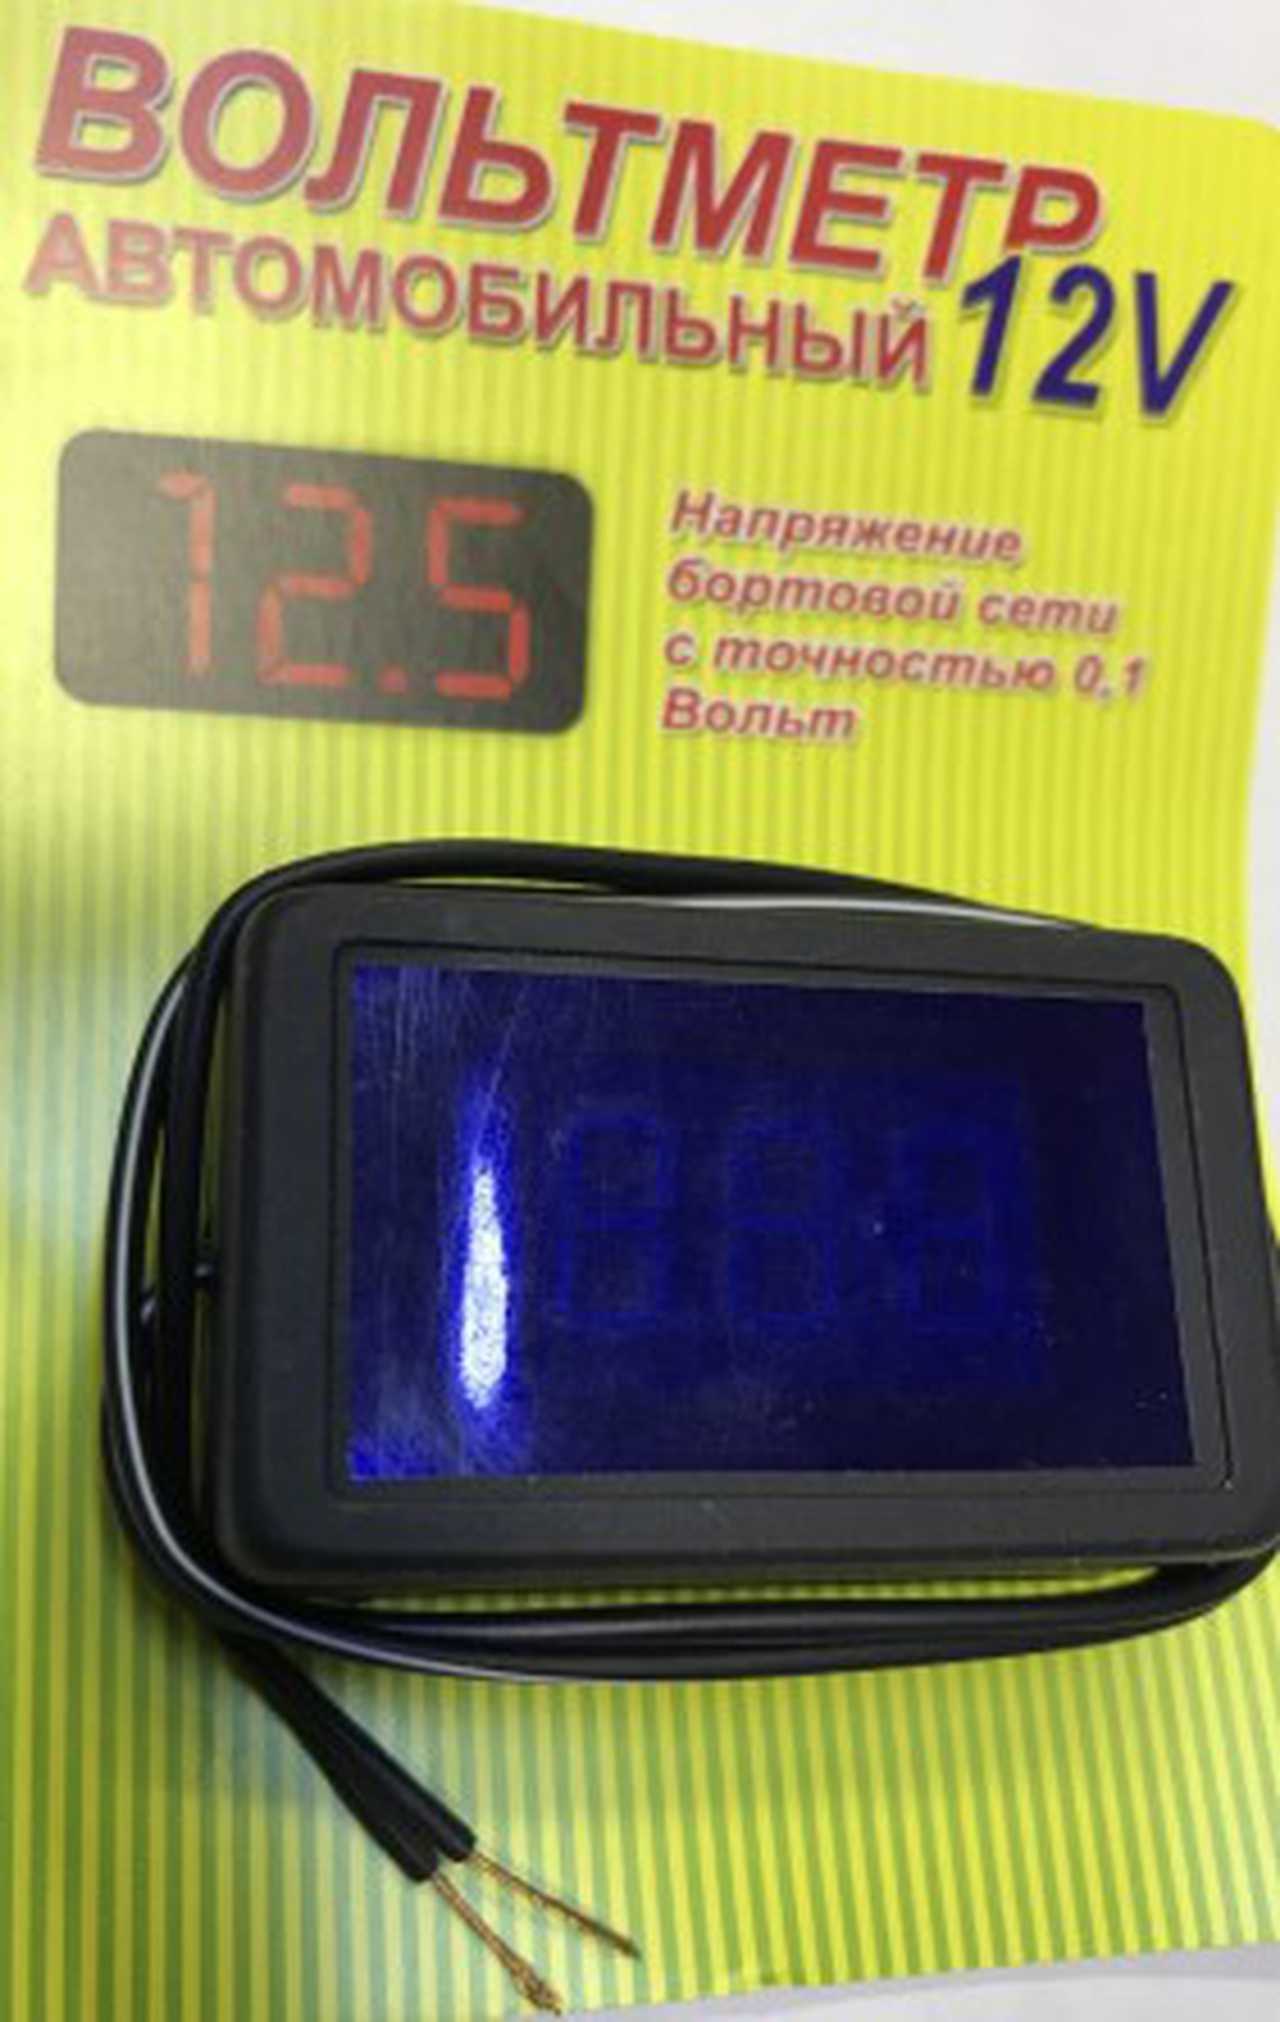 ВОЛЬТМЕТР
АВТОМОБИЛЬНЫЙ 12V
12.5
Напряжение
бортовой сети
с точностью 0,1
Вольт